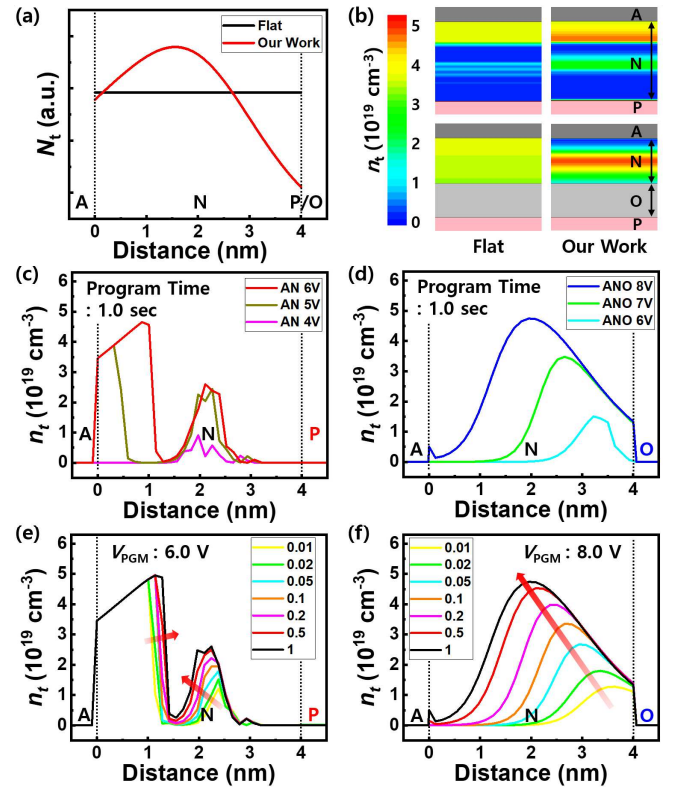 (a)
Flat
Our Work
N_t (a.u.)
A
N
P/O
0
1
2
3
4
Distance (nm)
(b)
n_t (10^19 cm-3)
5
4
3
2
1
0
A
N
P
A
N
O
P
Flat
Our Work
(c)
Program Time
: 1.0 sec
AN 6V
AN 5V
AN 4V
n_t (10^19 cm^-3)
6
5
4
3
2
1
0
A
N
P
0
1
2
3
4
Distance (nm)
(d)
Program Time
: 1.0 sec
ANO 8V
ANO 7V
ANO 6V
n_t (10^19 cm^-3)
6
5
4
3
2
1
0
A
N
O
0
1
2
3
4
Distance (nm)
(e)
V_PGM : 6.0 V
0.01
0.02
0.05
0.1
0.2
0.5
1
n_t (10^19 cm^-3)
6
5
4
3
2
1
0
A
N
P
0
1
2
3
4
Distance (nm)
(f)
V_PGM : 8.0 V
0.01
0.02
0.05
0.1
0.2
0.5
1
n_t (10^19 cm^-3)
6
5
4
3
2
1
0
A
N
O
0
1
2
3
4
Distance (nm)